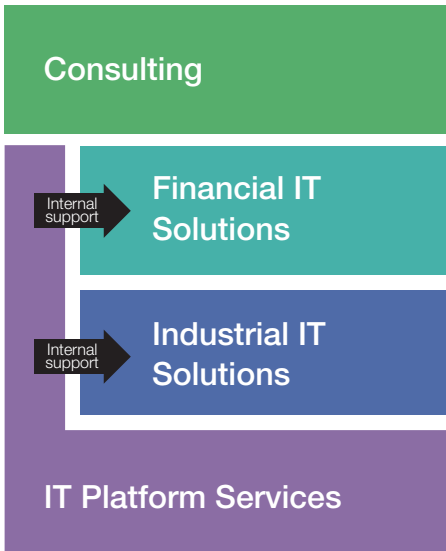 Consulting
Internal
support
Financial IT
Solutions
Internal
support
Industrial IT
Solutions
IT Platform Services